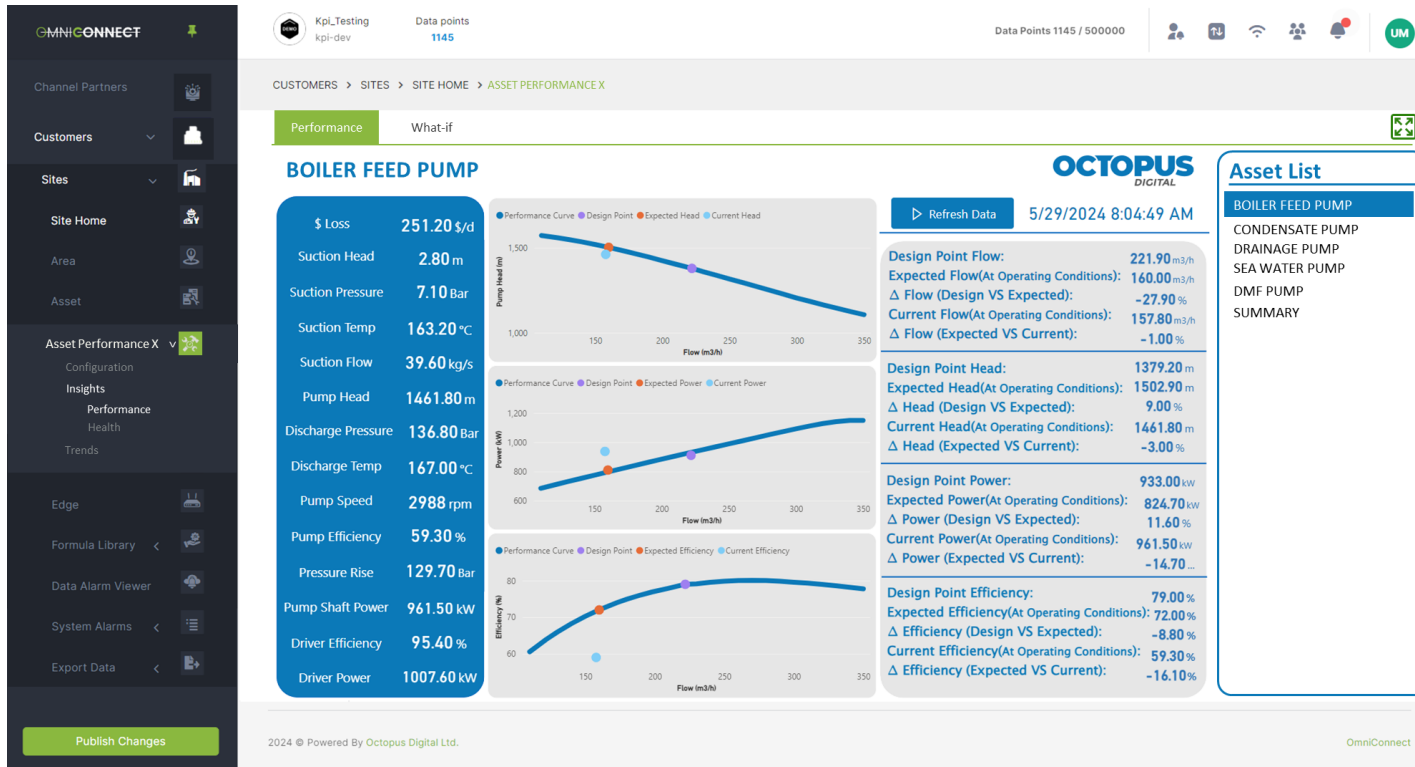 OMNICONNECT
Channel Partners
Customers
Sites
Site Home
Area
Asset
Asset Performance X
Configuration
Insights
Performance
Health
Trends
Edge
Formula Library
Data Alarm Viewer
System Alarms
Export Data
Publish Changes
DEMO
Kpi_Testing
kpi-dev
Data points
1145
Data Points 1145 / 500000
UM
CUSTOMERS > SITES > SITE HOME > ASSET PERFORMANCE X
Performance What-if
BOILER FEED PUMP
$ Loss 251.20 $/d
Suction Head 2.80 m
Suction Pressure 7.10 Bar
Suction Temp 163.20 °C
Suction Flow 39.60 kg/s
Pump Head 1461.80 m
Discharge Pressure 136.80 Bar
Discharge Temp 167.00 °C
Pump Speed 2988 rpm
Pump Efficiency 59.30 %
Pressure Rise 129.70 Bar
Pump Shaft Power 961.50 kW
Driver Efficiency 95.40 %
Driver Power 1007.60 kW
Performance Curve Design Point Expected Head Current Head
Pump Head (m)
1,500
1,000
150 200 250 300 350
Flow (m3/h)
Performance Curve Design Point Expected Power Current Power
Power (kW)
1,200
1,000
800
600
150 200 250 300 350
Flow (m3/h)
Performance Curve Design Point Expected Efficiency Current Efficiency
Efficiency (%)
80
70
60
150 200 250 300 350
Flow (m3/h)
OCTOPUS
DIGITAL
Refresh Data 5/29/2024 8:04:49 AM
Design Point Flow: 221.90 m3/h
Expected Flow(At Operating Conditions): 160.00 m3/h
Δ Flow (Design VS Expected): -27.90 %
Current Flow(At Operating Conditions): 157.80 m3/h
Δ Flow (Expected VS Current): -1.00 %
Design Point Head: 1379.20 m
Expected Head(At Operating Conditions): 1502.90 m
Δ Head (Design VS Expected): 9.00 %
Current Head(At Operating Conditions): 1461.80 m
Δ Head (Expected VS Current): -3.00 %
Design Point Power: 933.00 kW
Expected Power(At Operating Conditions): 824.70 kW
Δ Power (Design VS Expected): 11.60 %
Current Power(At Operating Conditions): 961.50 kW
Δ Power (Expected VS Current): -14.70 ...
Design Point Efficiency: 79.00 %
Expected Efficiency(At Operating Conditions): 72.00 %
Δ Efficiency (Design VS Expected): -8.80 %
Current Efficiency(At Operating Conditions): 59.30 %
Δ Efficiency (Expected VS Current): -16.10 %
Asset List
BOILER FEED PUMP
CONDENSATE PUMP
DRAINAGE PUMP
SEA WATER PUMP
DMF PUMP
SUMMARY
2024 © Powered By Octopus Digital Ltd.
OmniConnect